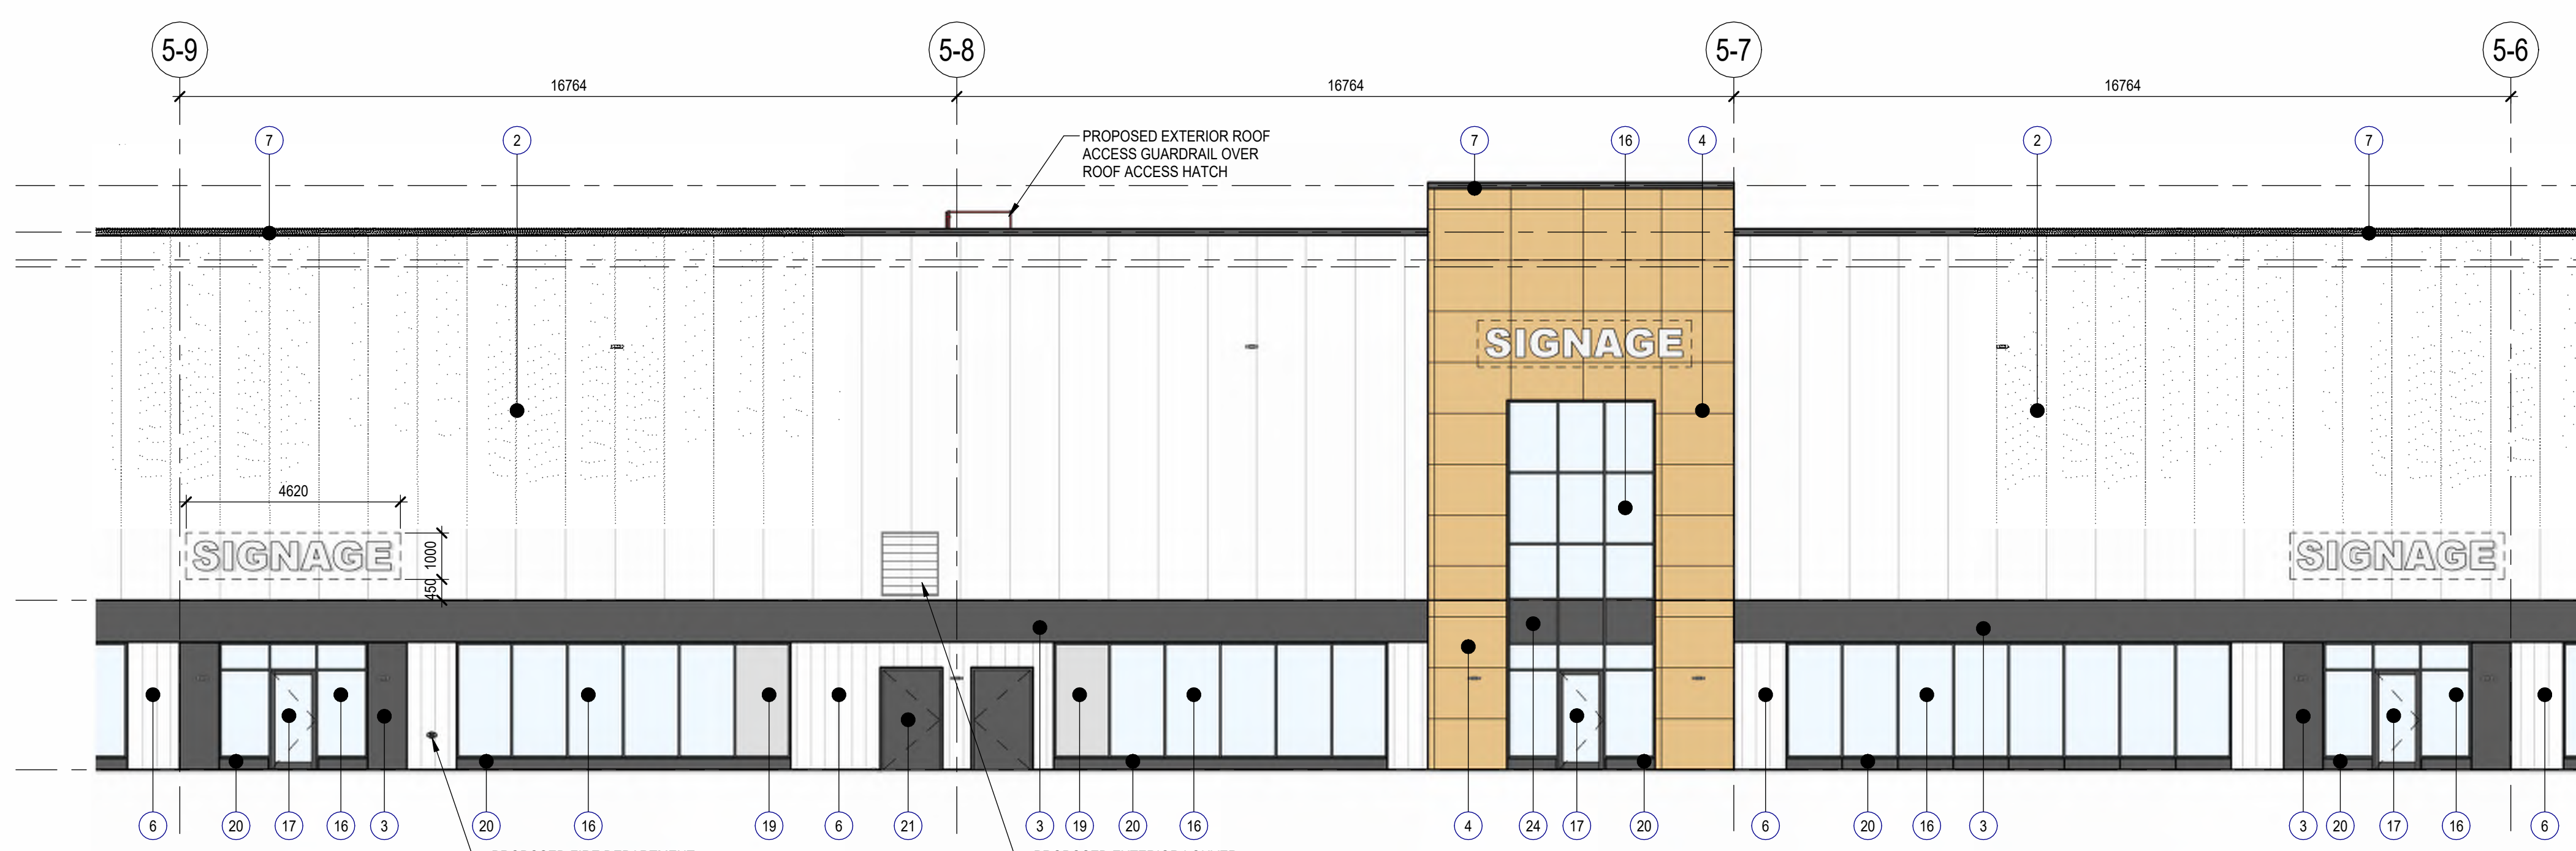 5-9 5-8 5-7 5-6
16764 16764 16764
7 2 7 16 4 2 7
PROPOSED EXTERIOR ROOF
ACCESS GUARDRAIL OVER
ROOF ACCESS HATCH
SIGNAGE
4620
SIGNAGE
1000
450
SIGNAGE
6 20 17 16 3 20 16 19 6 21 3 19 20 16 4 24 17 20 6 20 16 3 3 20 17 16 6